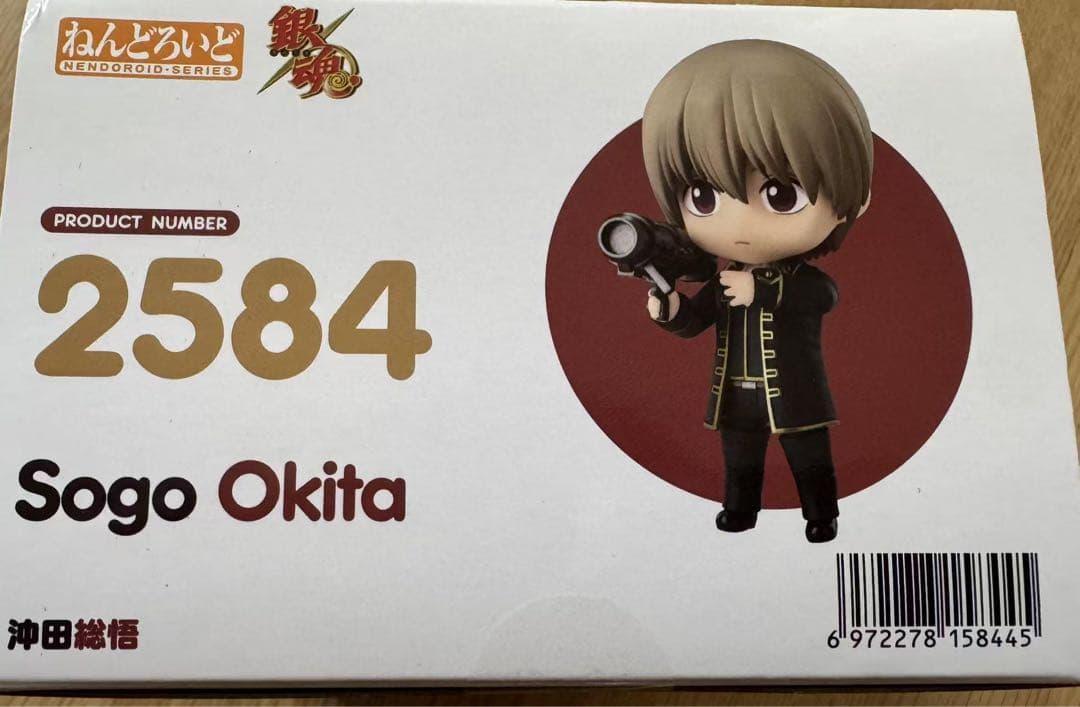 ねんどろいど
NENDOROID·SERIES
銀魂
PRODUCT NUMBER
2584
Sogo Okita
沖田総悟
6 972278 158445